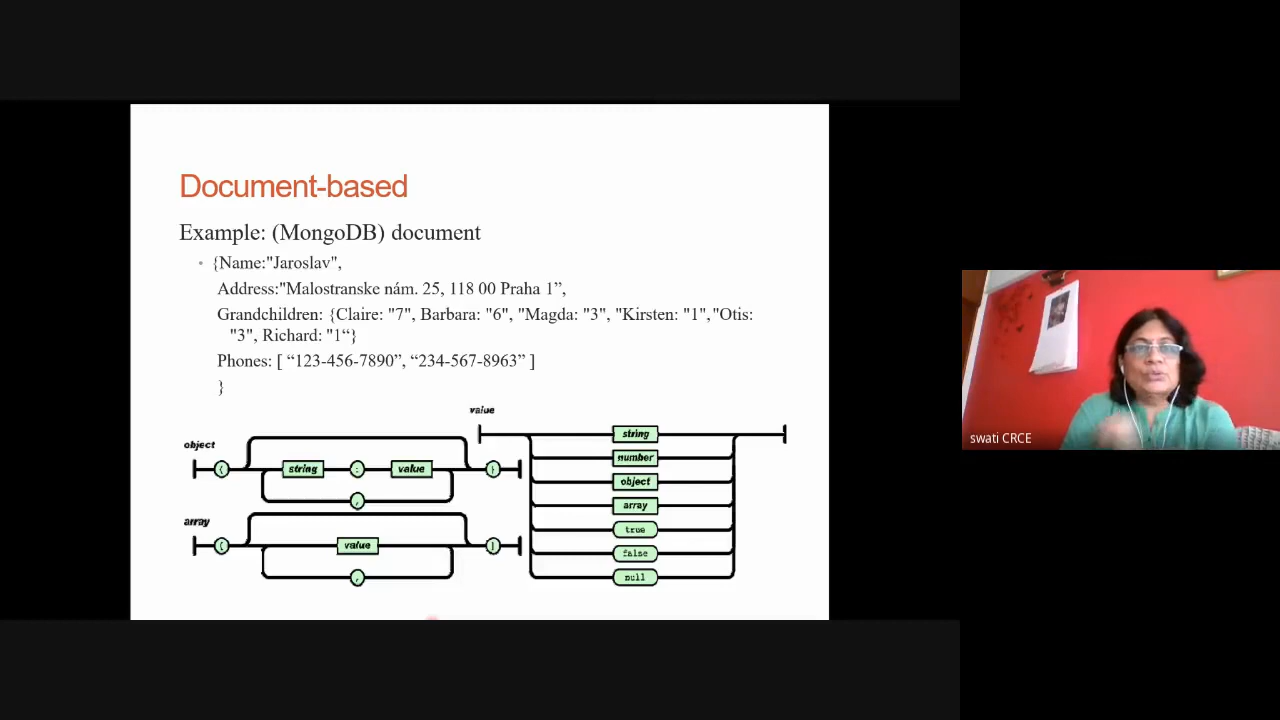 Document-based
Example: (MongoDB) document
• {Name:"Jaroslav",
Address:"Malostranske nám. 25, 118 00 Praha 1”,
Grandchildren: {Claire: "7", Barbara: "6", "Magda: "3", "Kirsten: "1", "Otis:
"3", Richard: "1“}
Phones: [ “123-456-7890”, “234-567-8963” ]
}
value
string
number
object
array
true
false
null
object
{ string : value }
,
array
[ value ]
,
swati CRCE